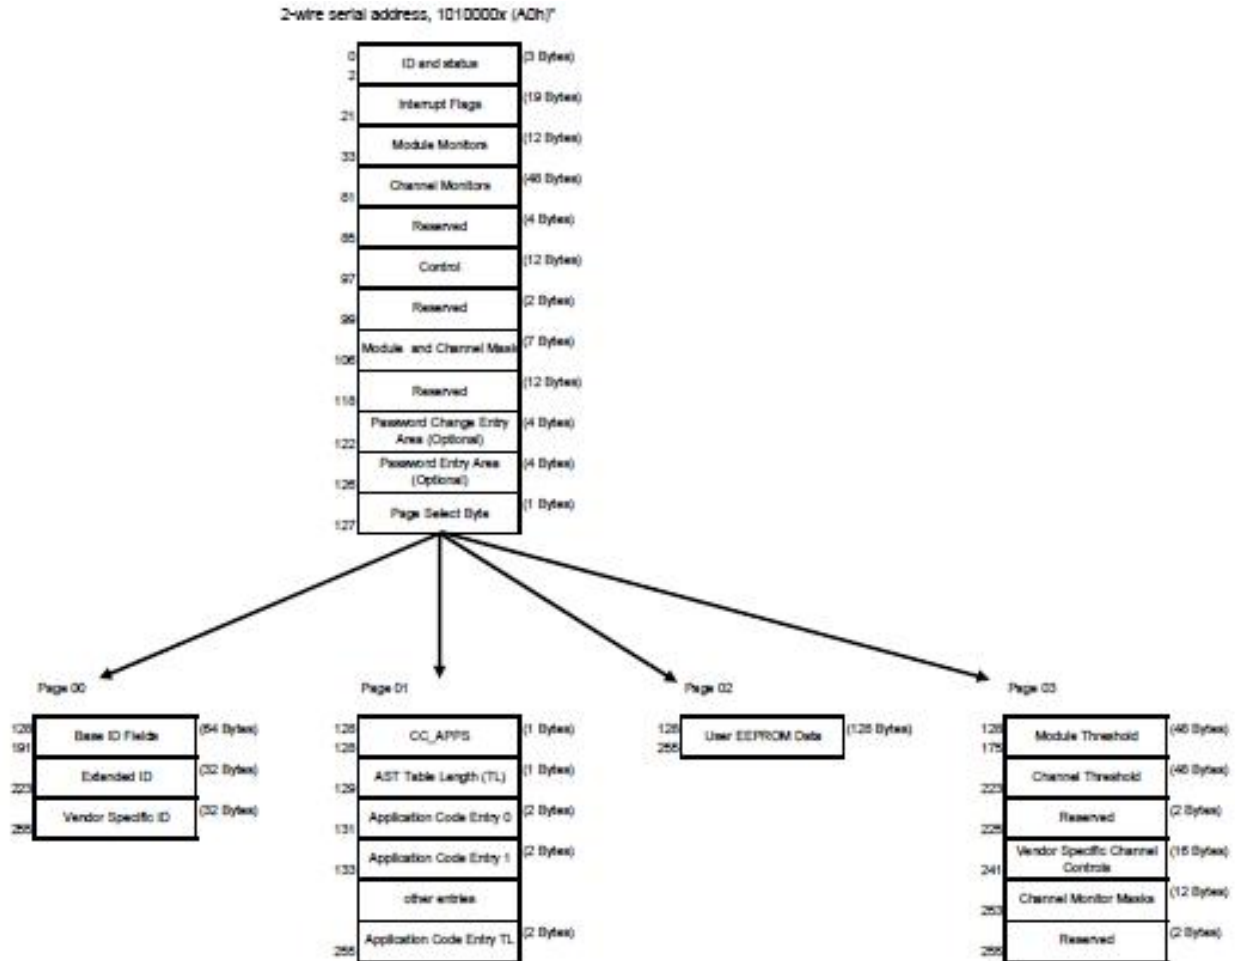 2-wire serial address, 1010000x (A0h)"
0
2
ID and status
(3 Bytes)
21
Interrupt Flags
(19 Bytes)
33
Module Monitors
(12 Bytes)
81
Channel Monitors
(48 Bytes)
85
Reserved
(4 Bytes)
97
Control
(12 Bytes)
99
Reserved
(2 Bytes)
106
Module and Channel Mask
(7 Bytes)
118
Reserved
(12 Bytes)
122
Password Change Entry
Area (Optional)
(4 Bytes)
126
Password Entry Area
(Optional)
(4 Bytes)
127
Page Select Byte
(1 Bytes)
Page 00
128
191
Base ID Fields
(64 Bytes)
223
Extended ID
(32 Bytes)
255
Vendor Specific ID
(32 Bytes)
Page 01
128
128
CC_APPS
(1 Bytes)
129
AST Table Length (TL)
(1 Bytes)
131
Application Code Entry 0
(2 Bytes)
133
Application Code Entry 1
(2 Bytes)
other entries
255
Application Code Entry TL
(2 Bytes)
Page 02
128
255
User EEPROM Data
(128 Bytes)
Page 03
128
175
Module Threshold
(48 Bytes)
223
Channel Threshold
(48 Bytes)
225
Reserved
(2 Bytes)
241
Vendor Specific Channel
Controls
(16 Bytes)
253
Channel Monitor Masks
(12 Bytes)
255
Reserved
(2 Bytes)